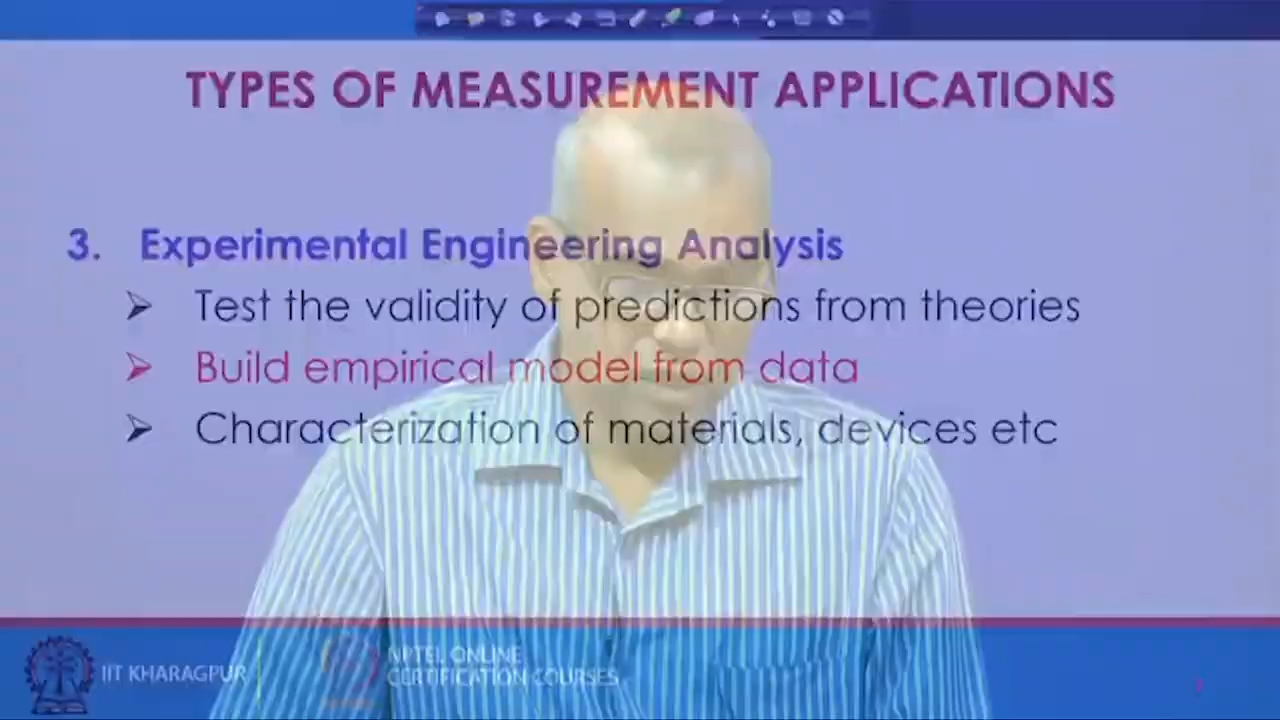 TYPES OF MEASUREMENT APPLICATIONS
3. Experimental Engineering Analysis
➢ Test the validity of predictions from theories
➢ Build empirical model from data
➢ Characterization of materials, devices etc
IIT KHARAGPUR
NPTEL ONLINE
CERTIFICATION COURSES